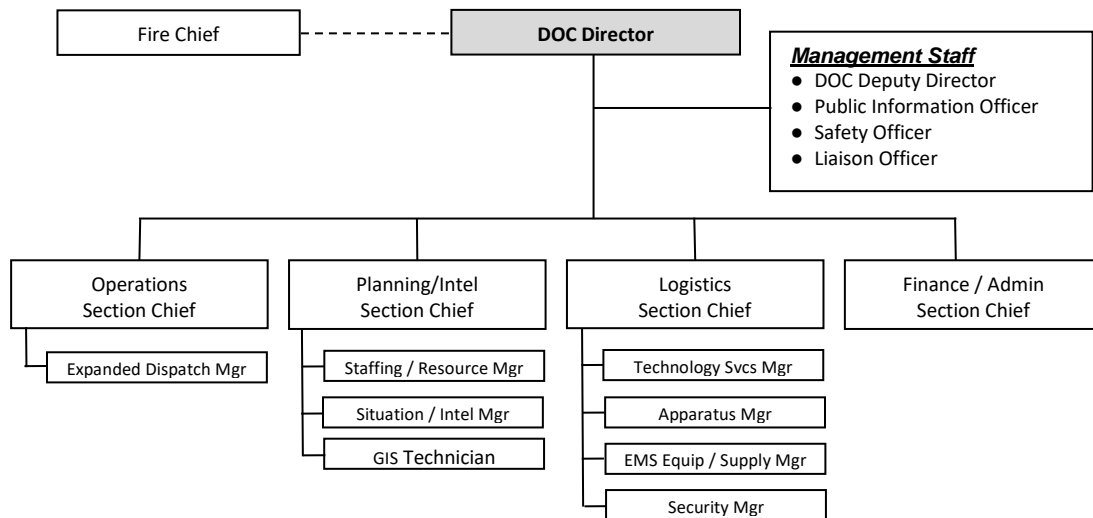 Fire Chief
DOC Director
Management Staff
● DOC Deputy Director
● Public Information Officer
● Safety Officer
● Liaison Officer
Operations
Section Chief
Planning/Intel
Section Chief
Logistics
Section Chief
Finance / Admin
Section Chief
Expanded Dispatch Mgr
Staffing / Resource Mgr
Situation / Intel Mgr
GIS Technician
Technology Svcs Mgr
Apparatus Mgr
EMS Equip / Supply Mgr
Security Mgr